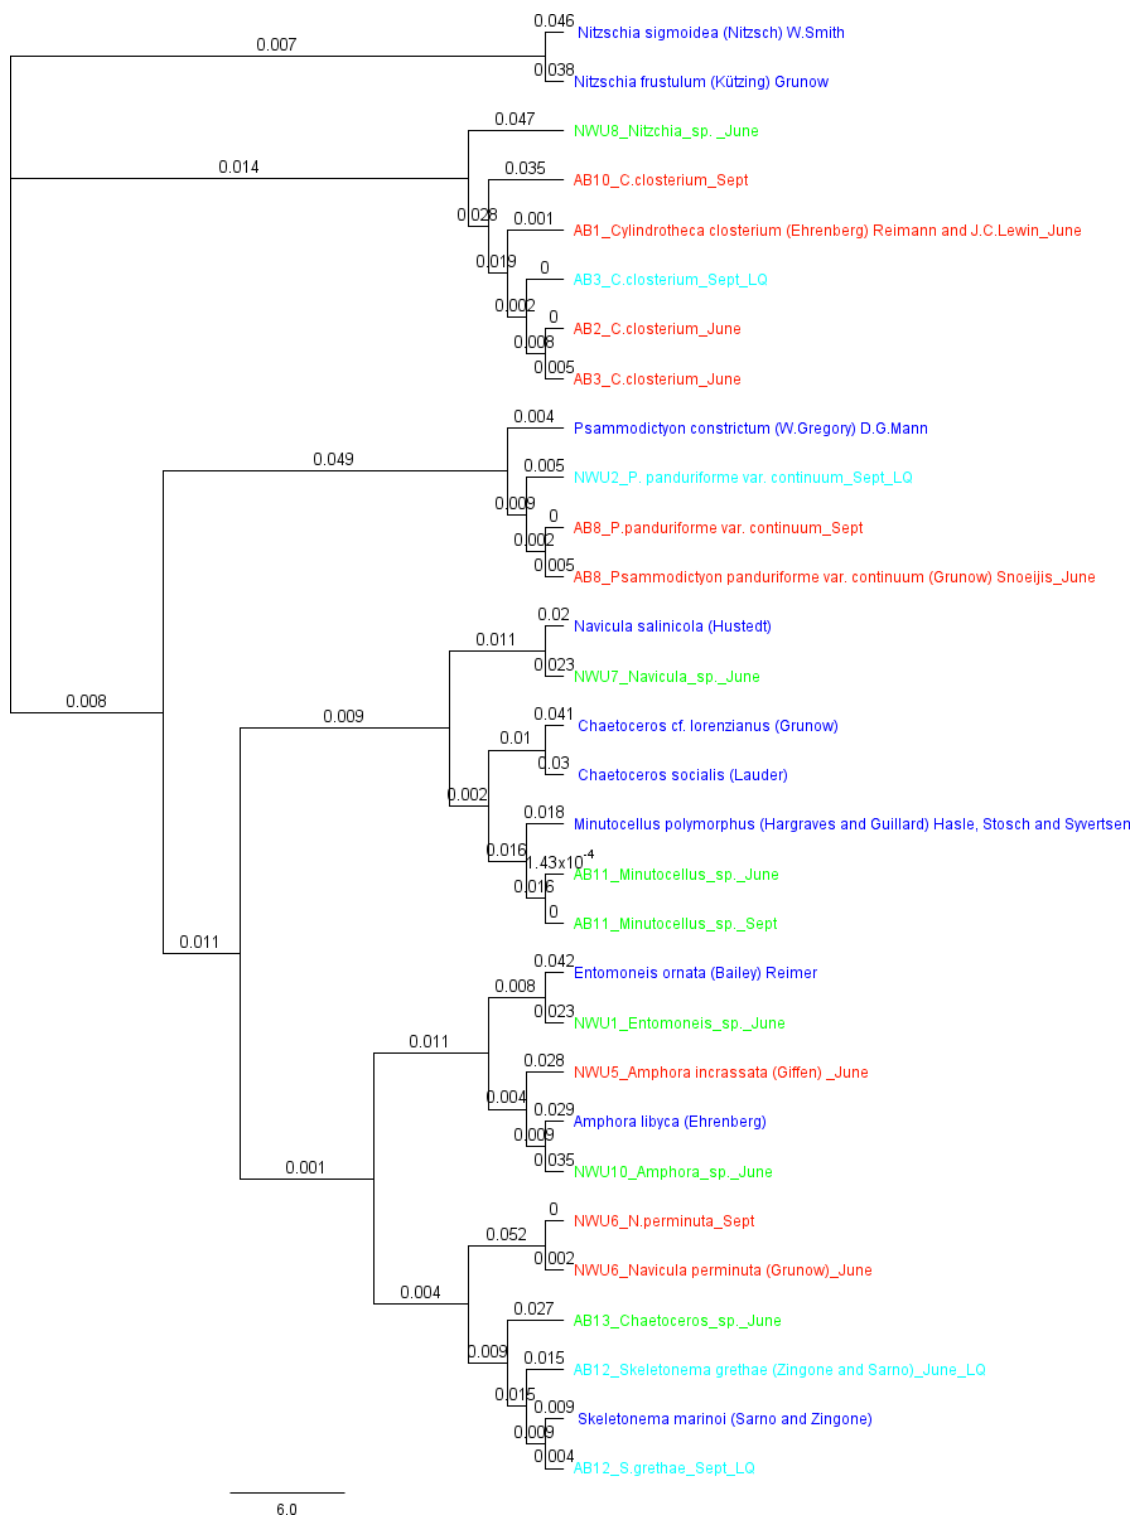 0.046
Nitzschia sigmoidea (Nitzsch) W.Smith
0.007
0.038
Nitzschia frustulum (Kützing) Grunow
0.047
NWU8_Nitzchia_sp. _June
0.014
0.035
AB10_C.closterium_Sept
0.028
0.001
AB1_Cylindrotheca closterium (Ehrenberg) Reimann and J.C.Lewin_June
0.019
0
AB3_C.closterium_Sept_LQ
0.002
0
AB2_C.closterium_June
0.008
0.005
AB3_C.closterium_June
0.004
Psammodictyon constrictum (W.Gregory) D.G.Mann
0.049
0.005
NWU2_P. panduriforme var. continuum_Sept_LQ
0.009
0
AB8_P.panduriforme var. continuum_Sept
0.002
0.005
AB8_Psammodictyon panduriforme var. continuum (Grunow) Snoeijis_June
0.02
Navicula salinicola (Hustedt)
0.011
0.023
NWU7_Navicula_sp._June
0.008
0.009
0.041
Chaetoceros cf. lorenzianus (Grunow)
0.01
0.03
Chaetoceros socialis (Lauder)
0.002
0.018
Minutocellus polymorphus (Hargraves and Guillard) Hasle, Stosch and Syvertsen
0.016
1.43x10-4
AB11_Minutocellus_sp._June
0.016
0
AB11_Minutocellus_sp._Sept
0.011
0.042
Entomoneis ornata (Bailey) Reimer
0.008
0.023
NWU1_Entomoneis_sp._June
0.011
0.028
NWU5_Amphora incrassata (Giffen) _June
0.004
0.029
Amphora libyca (Ehrenberg)
0.009
0.035
NWU10_Amphora_sp._June
0.001
0
NWU6_N.perminuta_Sept
0.052
0.002
NWU6_Navicula perminuta (Grunow)_June
0.004
0.027
AB13_Chaetoceros_sp._June
0.009
0.015
AB12_Skeletonema grethae (Zingone and Sarno)_June_LQ
0.015
0.009
Skeletonema marinoi (Sarno and Zingone)
0.009
0.004
AB12_S.grethae_Sept_LQ
6.0